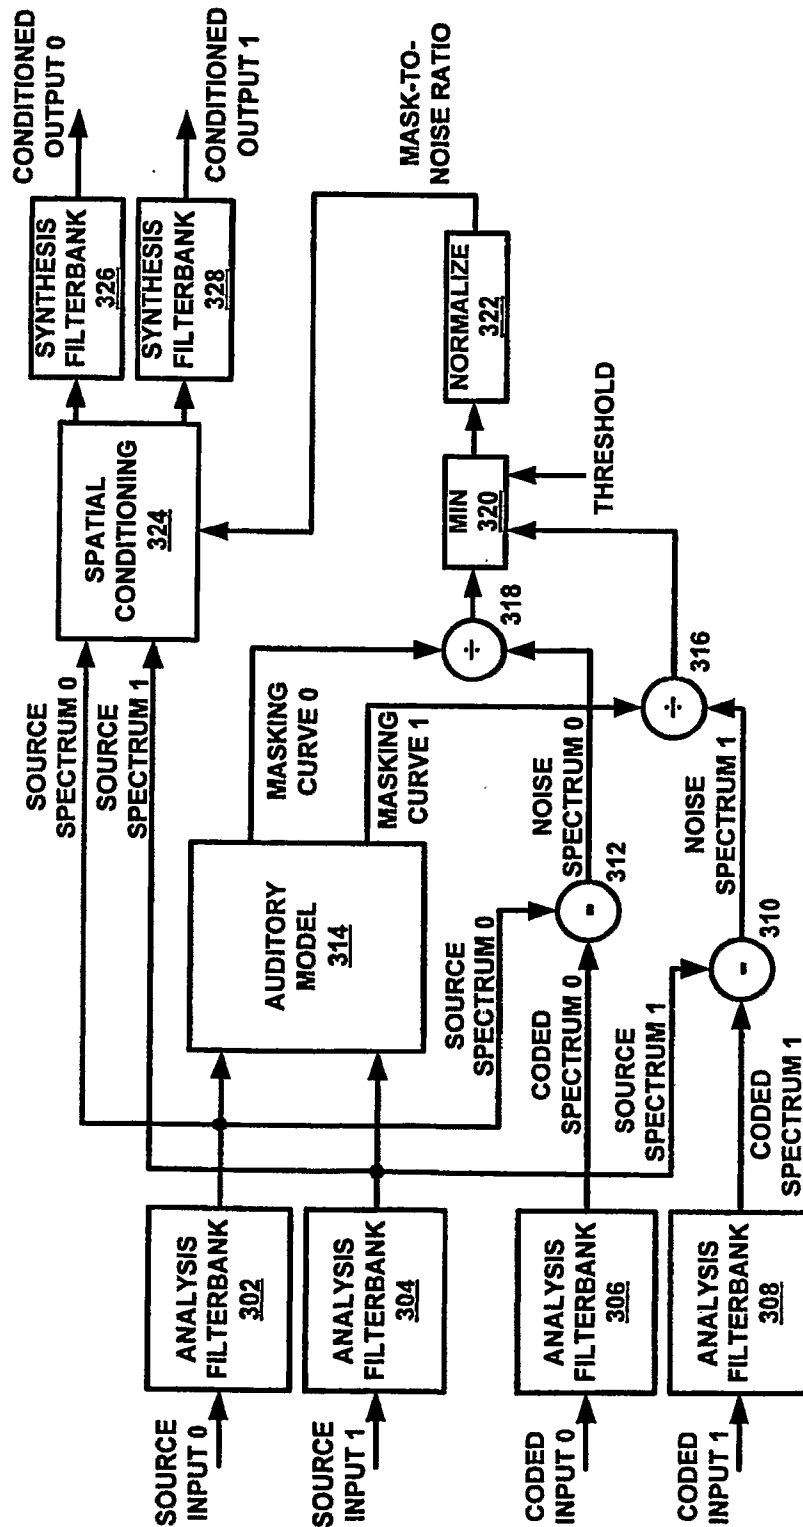 SOURCE
INPUT 0
ANALYSIS
FILTERBANK
302
SOURCE
INPUT 1
ANALYSIS
FILTERBANK
304
CODED
INPUT 0
ANALYSIS
FILTERBANK
306
CODED
INPUT 1
ANALYSIS
FILTERBANK
308
SOURCE
SPECTRUM 0
SOURCE
SPECTRUM 1
AUDITORY
MODEL
314
SOURCE
SPECTRUM 0
CODED
SPECTRUM 0
SOURCE
SPECTRUM 1
CODED
SPECTRUM 1
-
312
-
310
MASKING
CURVE 0
MASKING
CURVE 1
NOISE
SPECTRUM 0
NOISE
SPECTRUM 1
÷
318
÷
316
SPATIAL
CONDITIONING
324
MIN
320
THRESHOLD
NORMALIZE
322
MASK-TO-
NOISE RATIO
SYNTHESIS
FILTERBANK
326
SYNTHESIS
FILTERBANK
328
CONDITIONED
OUTPUT 0
CONDITIONED
OUTPUT 1